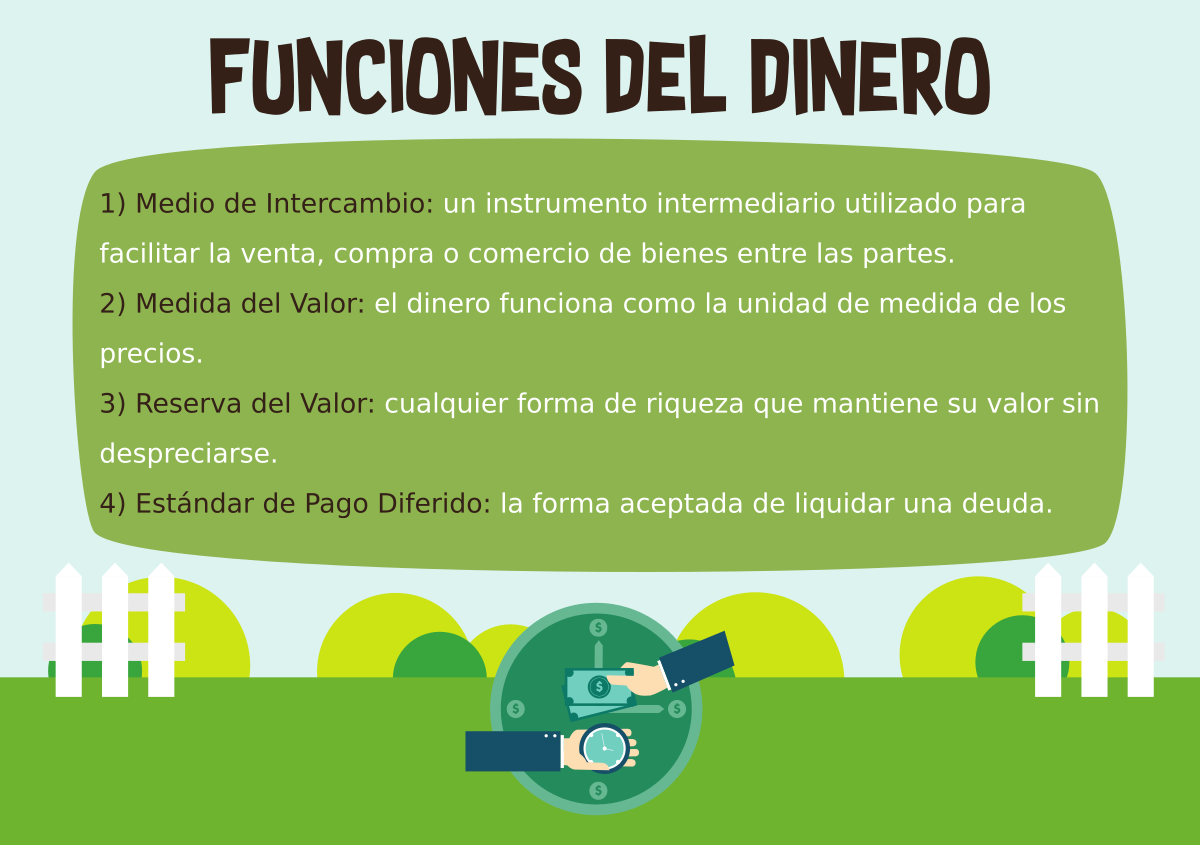 FUNCIONES DEL DINERO
1) Medio de Intercambio: un instrumento intermediario utilizado para
facilitar la venta, compra o comercio de bienes entre las partes.
2) Medida del Valor: el dinero funciona como la unidad de medida de los
precios.
3) Reserva del Valor: cualquier forma de riqueza que mantiene su valor sin
despreciarse.
4) Estándar de Pago Diferido: la forma aceptada de liquidar una deuda.
$
$
$ $
$